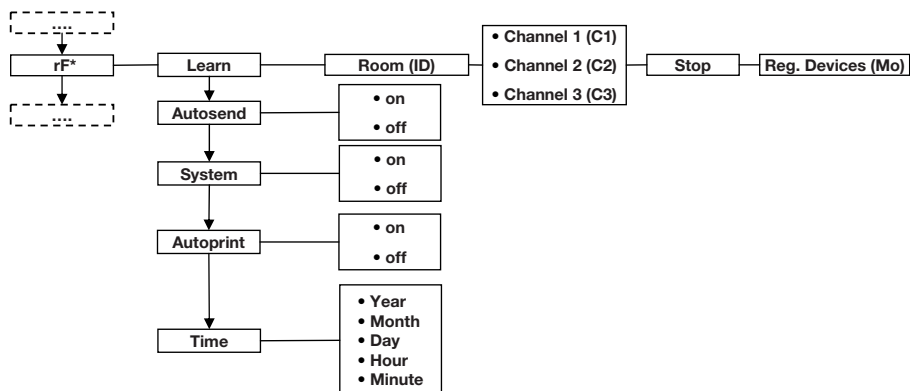 ....
rF*
....
Learn
Room (ID)
• Channel 1 (C1)
• Channel 2 (C2)
• Channel 3 (C3)
Stop
Reg. Devices (Mo)
Autosend
• on
• off
System
• on
• off
Autoprint
• on
• off
Time
• Year
• Month
• Day
• Hour
• Minute